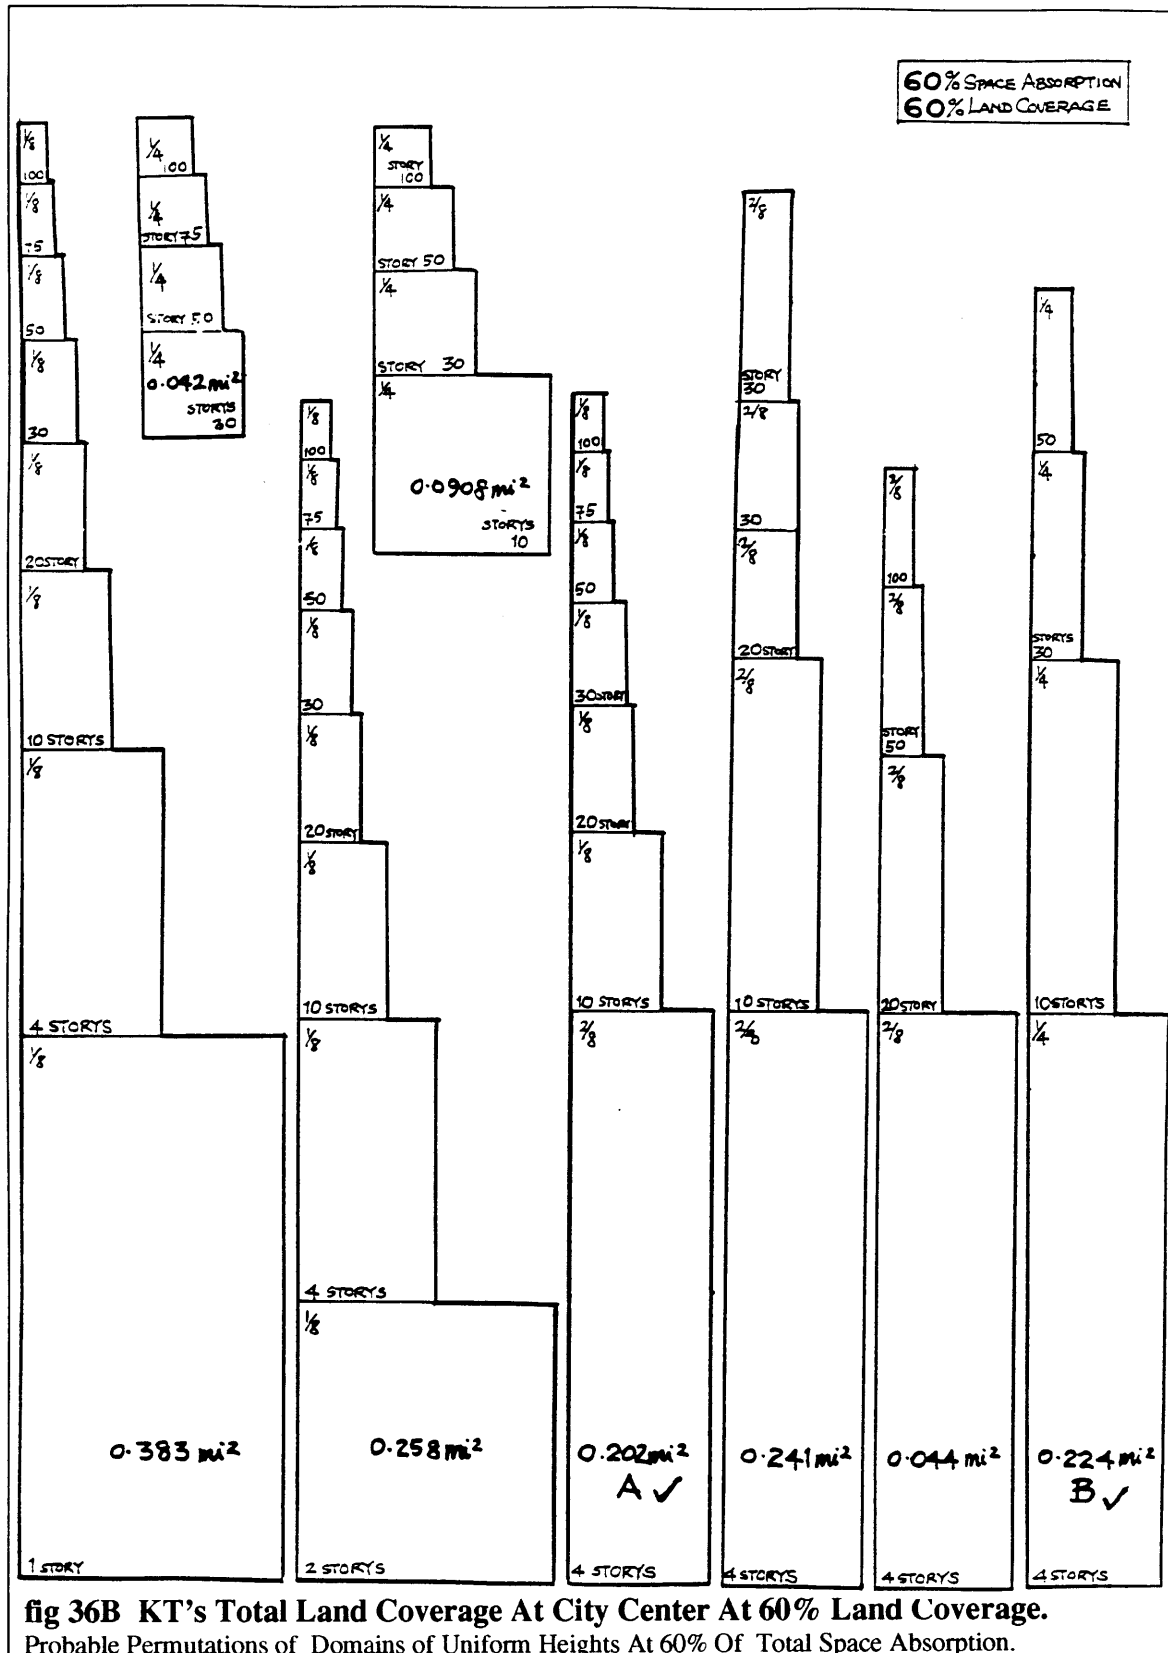 60% SPACE ABSORPTION
60% LAND COVERAGE
1/8
100
1/8
75
1/8
50
1/8
30
1/8
20 STORY
1/8
10 STORYS
1/8
4 STORYS
1/8
0.383 mi²
1 STORY
1/4
100
1/4
STORY 75
1/4
STORY 50
1/4
0.042 mi²
STORYS
30
1/8
100
1/8
75
1/8
50
1/8
30
1/8
20 STORY
1/8
10 STORYS
1/8
4 STORYS
1/8
0.258 mi²
2 STORYS
1/4
STORY
100
1/4
STORY 50
1/4
STORY 30
1/4
0.0908 mi²
STORYS
10
1/8
100
1/8
75
1/8
50
1/8
30 STORY
1/8
20 STORY
1/8
10 STORYS
2/8
0.202 mi²
A ✓
4 STORYS
2/8
STORY
30
2/8
30
2/8
20 STORY
2/8
10 STORYS
2/8
0.241 mi²
4 STORYS
2/8
100
2/8
STORY
50
2/8
20 STORY
2/8
0.044 mi²
4 STORYS
1/4
50
1/4
STORYS
30
1/4
10 STORYS
1/4
0.224 mi²
B ✓
4 STORYS
fig 36B KT's Total Land Coverage At City Center At 60% Land Coverage.
Probable Permutations of Domains of Uniform Heights At 60% Of Total Space Absorption.